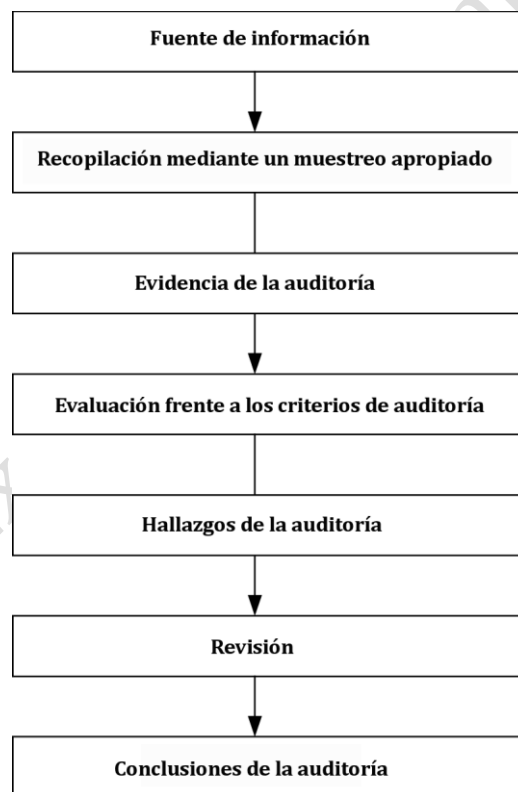 Fuente de información
Recopilación mediante un muestreo apropiado
Evidencia de la auditoría
Evaluación frente a los criterios de auditoría
Hallazgos de la auditoría
Revisión
Conclusiones de la auditoría